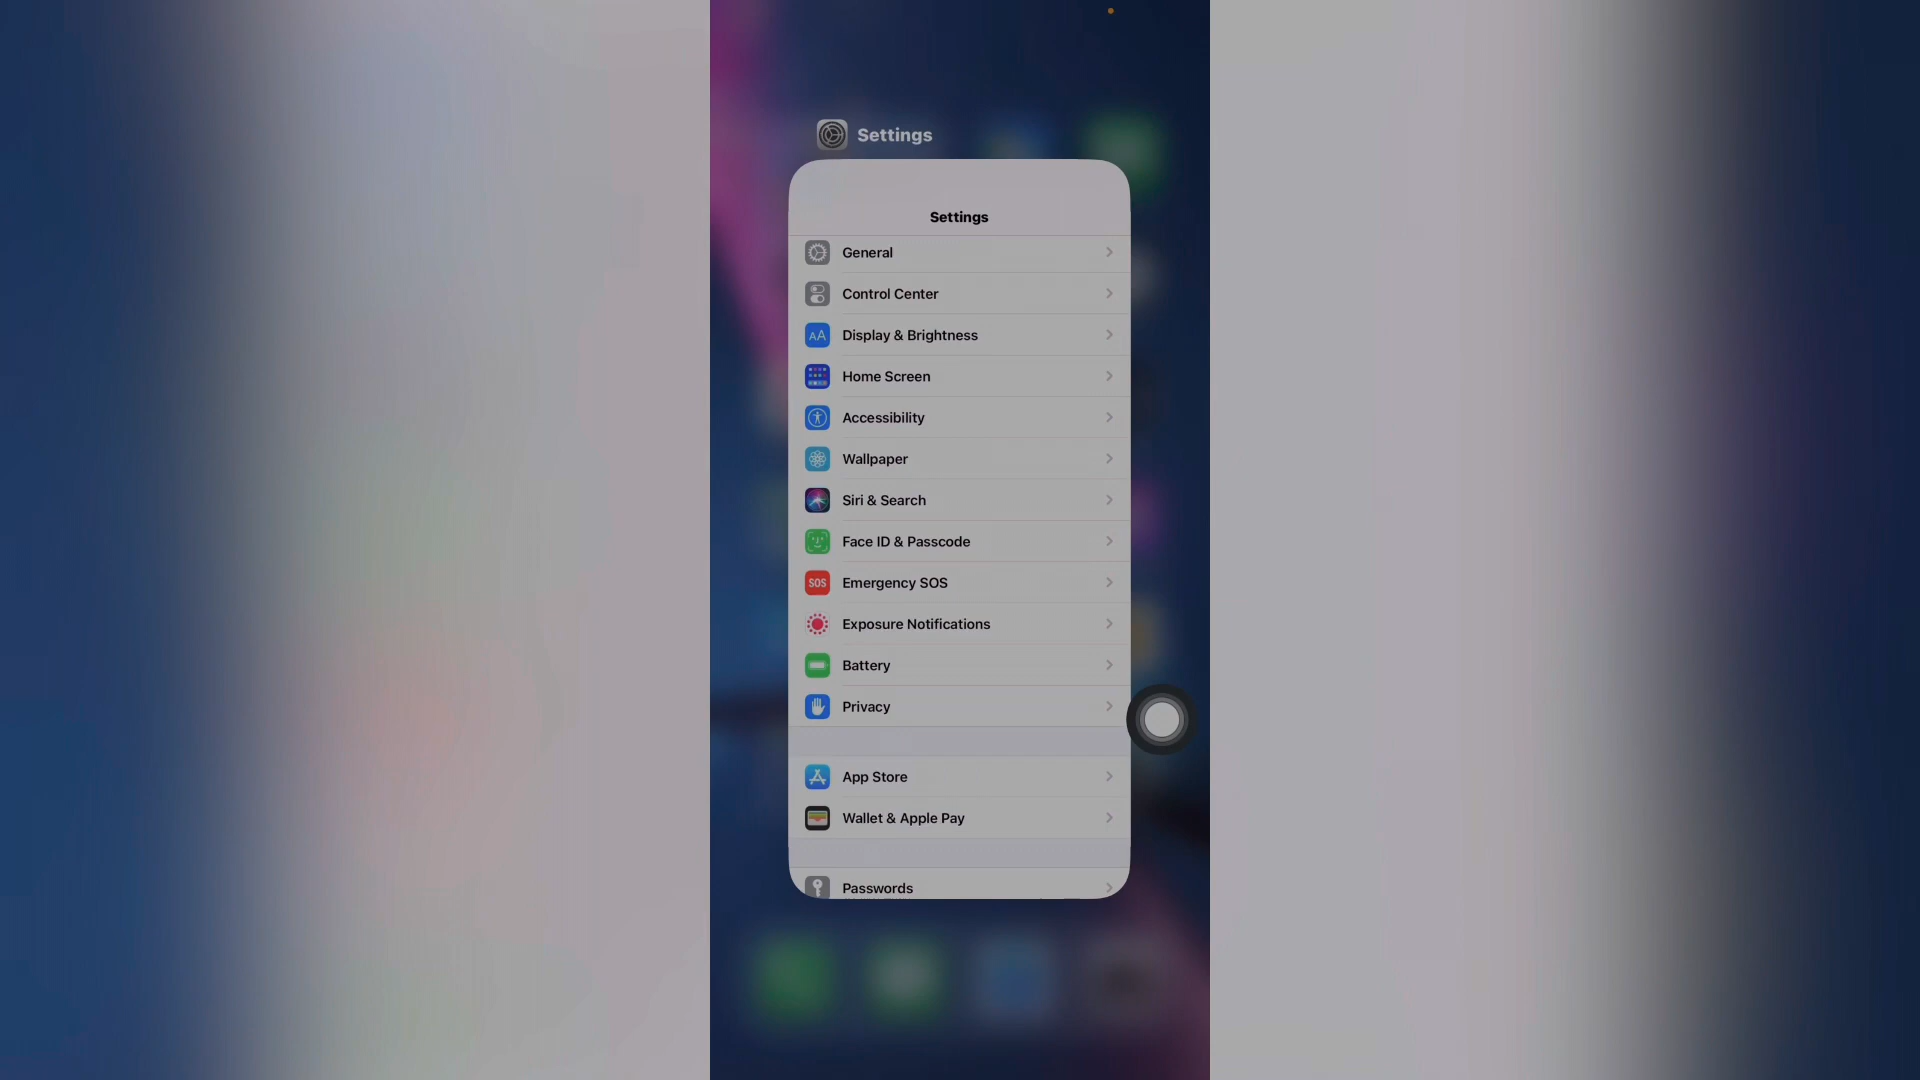 Settings
Settings
General
Control Center
AA
Display & Brightness
Home Screen
Accessibility
Wallpaper
Siri & Search
Face ID & Passcode
SOS
Emergency SOS
Exposure Notifications
Battery
Privacy
App Store
Wallet & Apple Pay
Passwords